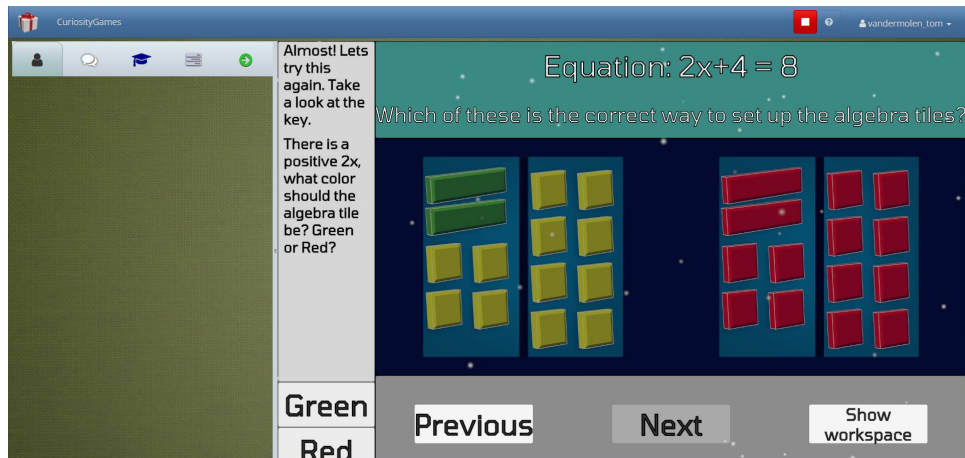 CuriosityGames
vandermolen_tom
Almost! Lets
try this
again. Take
a look at the
key.
There is a
positive 2x,
what color
should the
algebra tile
be? Green
or Red?
Green
Red
Equation: 2x+4 = 8
Which of these is the correct way to set up the algebra tiles?
Previous
Next
Show
workspace